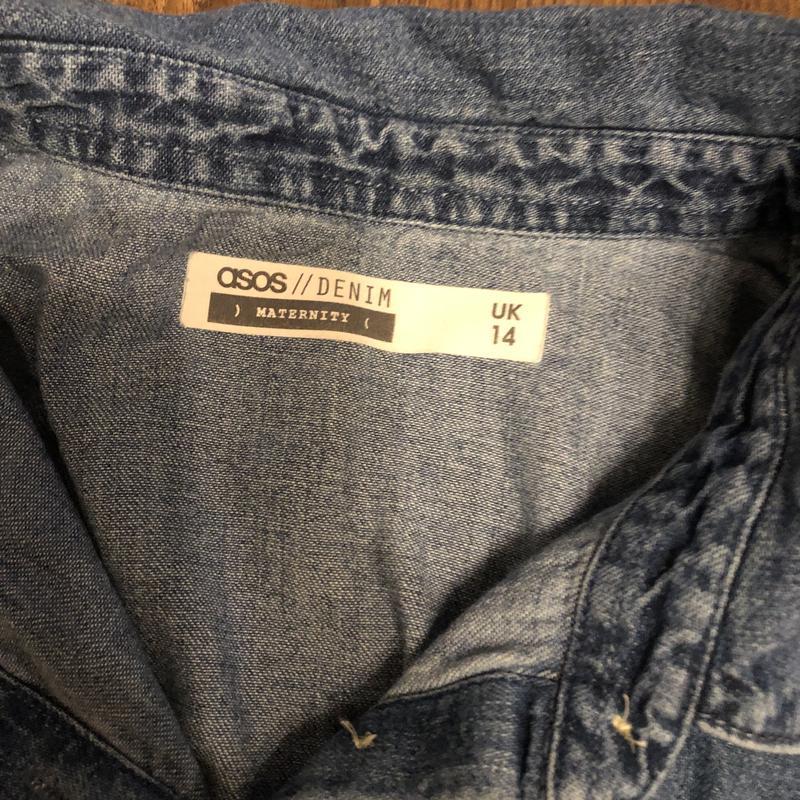 asos//DENIM
) MATERNITY (
UK
14